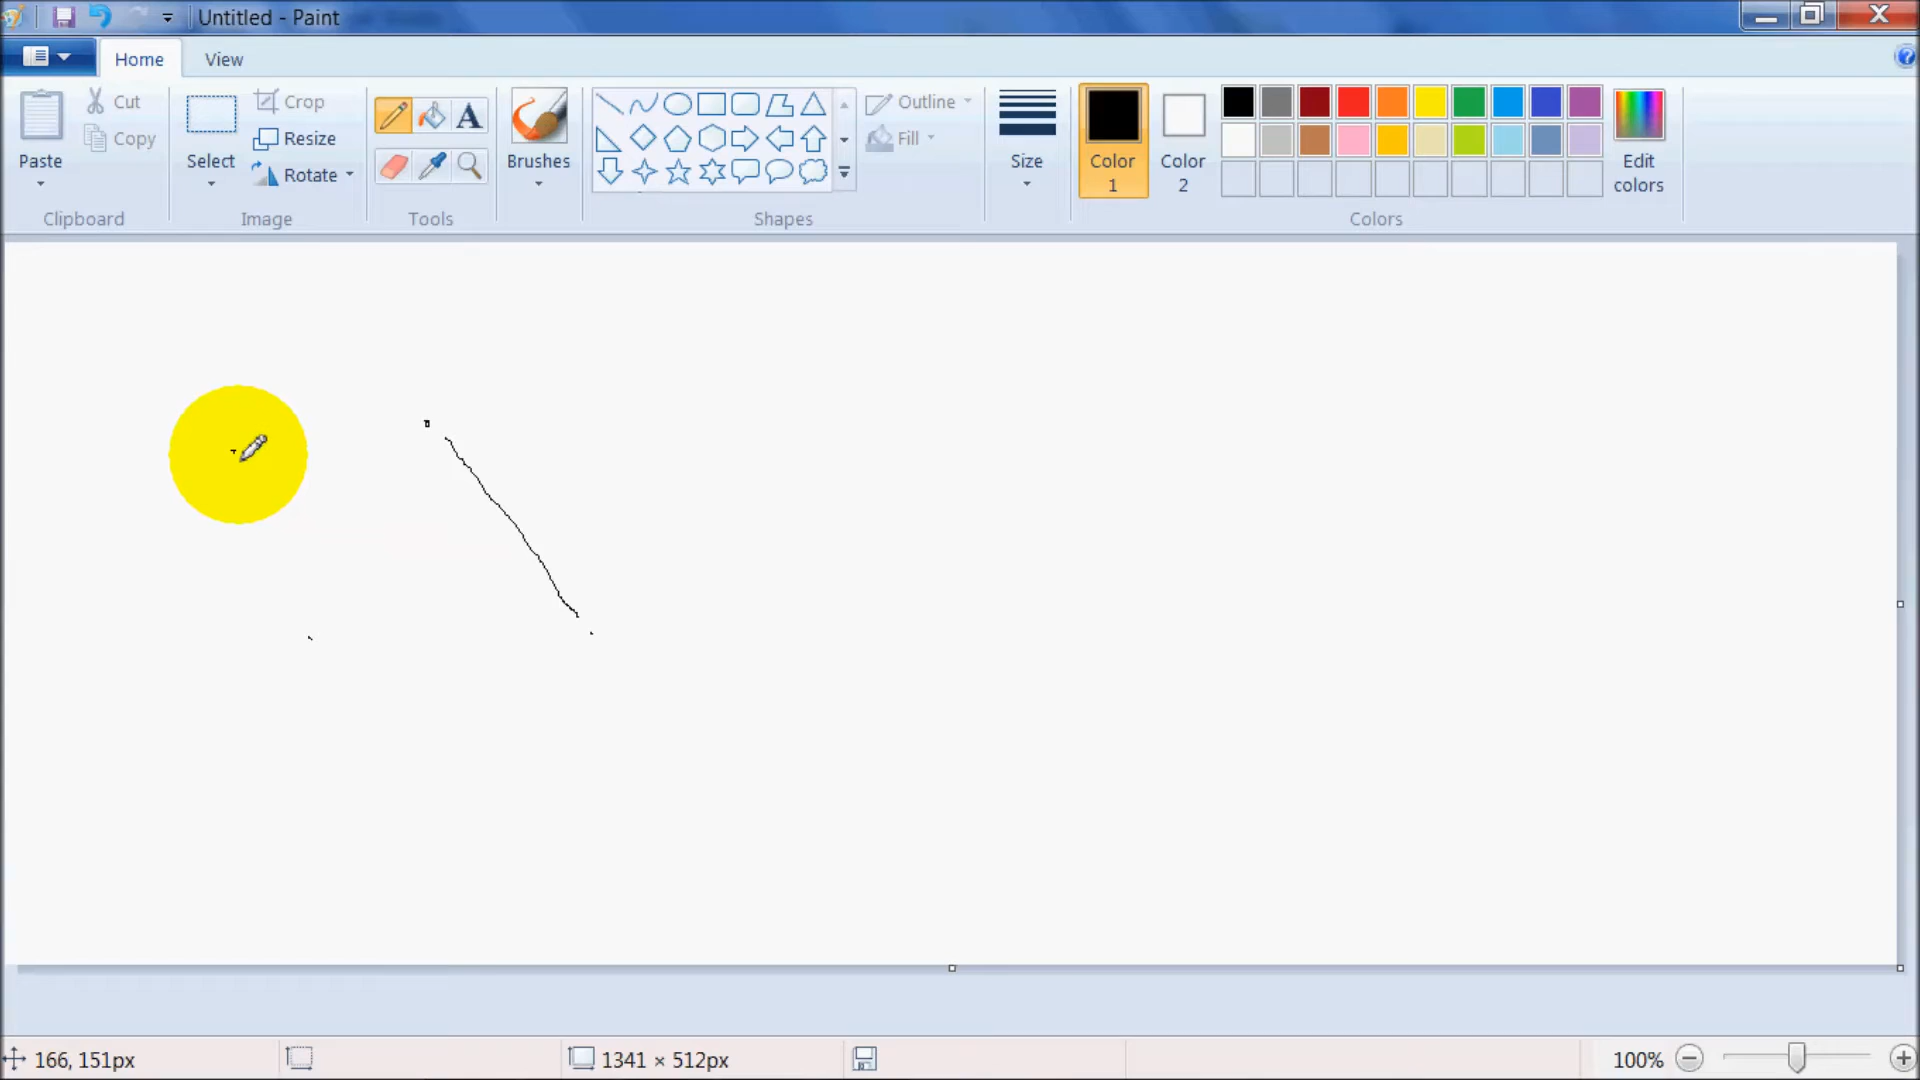 Untitled - Paint
Home View
Paste Cut Copy Select Crop Resize Rotate A Brushes Outline Fill Size Color 1 Color 2 Edit colors
Clipboard Image Tools Shapes Colors
166, 151px 1341 × 512px 100%